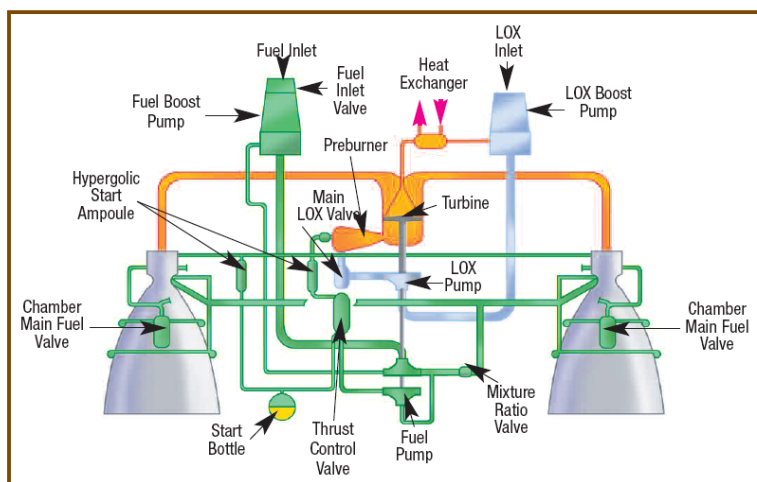 Fuel Inlet
Fuel
Inlet
Valve
Fuel Boost
Pump
LOX
Inlet
Heat
Exchanger
LOX Boost
Pump
Preburner
Hypergolic
Start
Ampoule
Main
LOX Valve
Turbine
LOX
Pump
Chamber
Main Fuel
Valve
Chamber
Main Fuel
Valve
Start
Bottle
Thrust
Control
Valve
Fuel
Pump
Mixture
Ratio
Valve